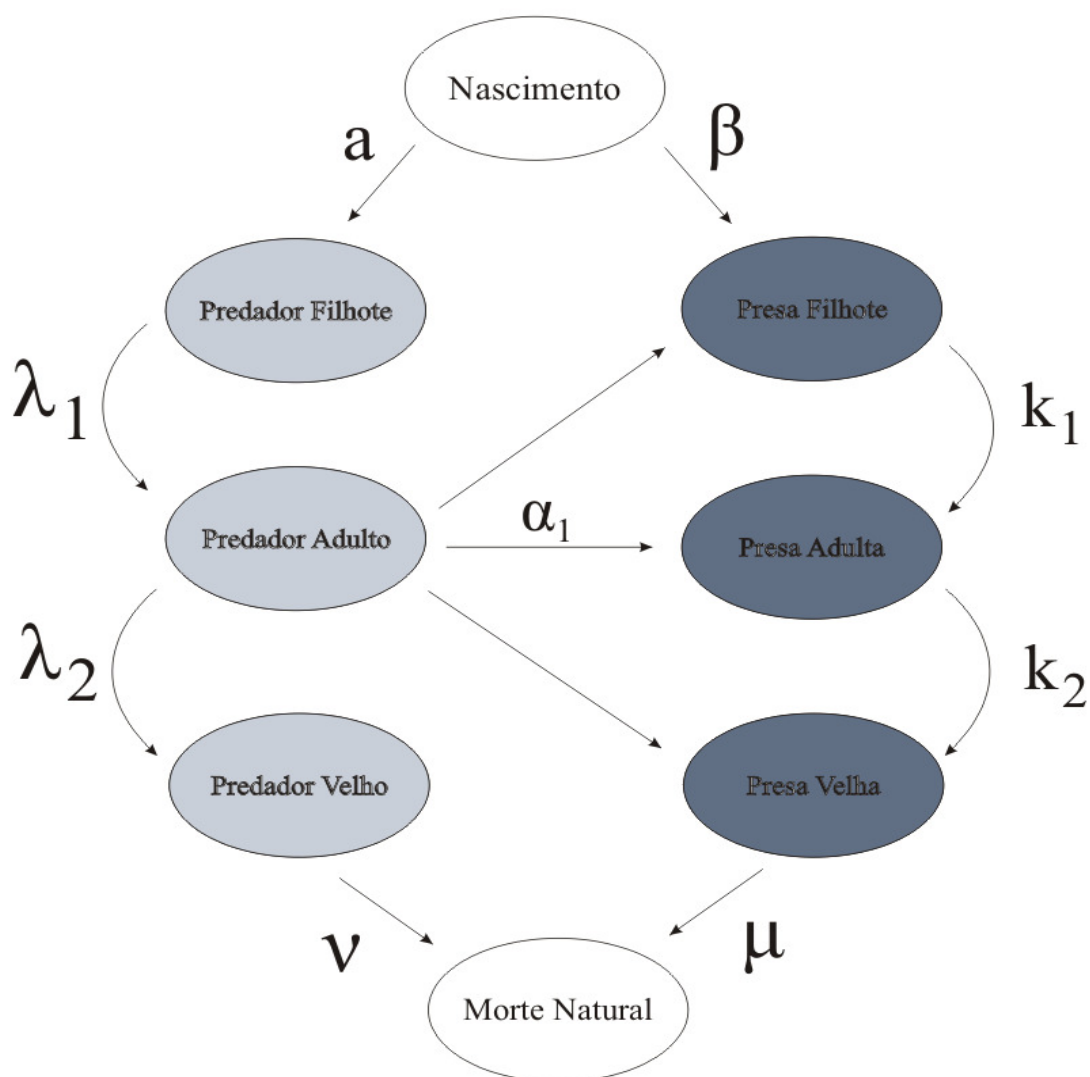 Nascimento
a
β
Predador Filhote
Presa Filhote
λ1
k1
α1
Predador Adulto
Presa Adulta
λ2
k2
Predador Velho
Presa Velha
ν
μ
Morte Natural